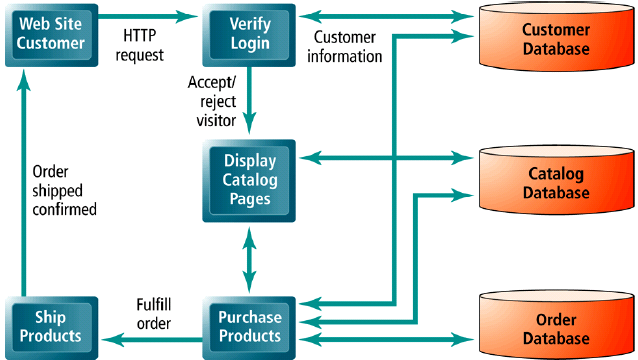 Web Site
Customer
HTTP
request
Verify
Login
Customer
information
Customer
Database
Accept/
reject
visitor
Display
Catalog
Pages
Catalog
Database
Order
shipped
confirmed
Ship
Products
Fulfill
order
Purchase
Products
Order
Database